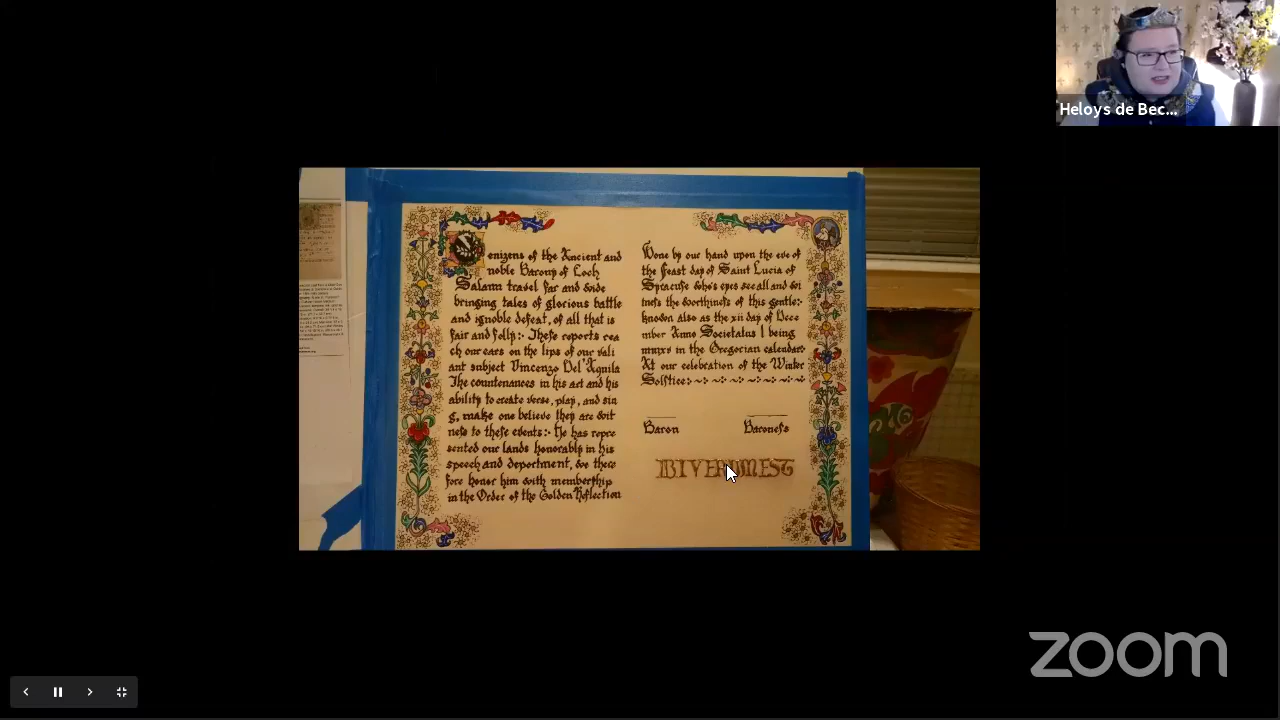 Heloys de Bec...
enizens of the Ancient and
noble Barony of Loch
Salann travel far and wide
bringing tales of glorious battle
and ignoble defeat, of all that is
fair and felly:- These reports rea
ch our ears on the lips of our vali
ant subject Vincenzo Del'Aquila
The countenances in his art and his
ability to create verse, play, and sin
g, make one believe they are wit
ness to these events:- He has repre
sented our lands honorably in his
speech and deportment, we there
fore honor him with membership
in the Order of the Golden Reflection
Done by our hand upon the eve of
the feast day of Saint Lucia of
Syracuse who's eyes see all and wi
tness the worthiness of this gentle:-
known also as the xii day of Dece
mber Anno Societatus L being
mmxv in the Gregorian calendar:
At our celebration of the Winter
Solstice:
Baron Baroness
zoom